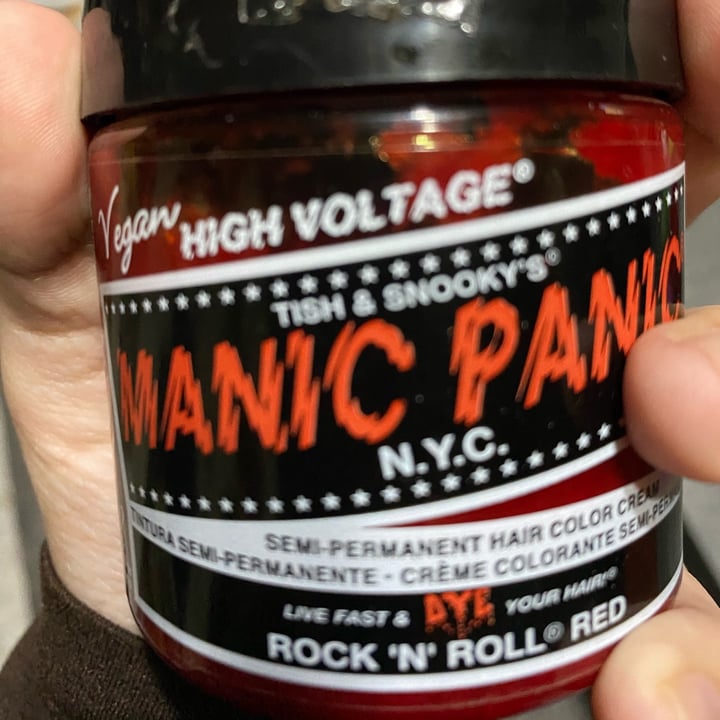 Vegan HIGH VOLTAGE®
TISH & SNOOKY'S®
MANIC PANIC
N.Y.C.
SEMI-PERMANENT HAIR COLOR CREAM
TINTURA SEMI-PERMANENTE - CRÈME COLORANTE SEMI-PERM
LIVE FAST & DYE YOUR HAIR!®
ROCK 'N' ROLL® RED